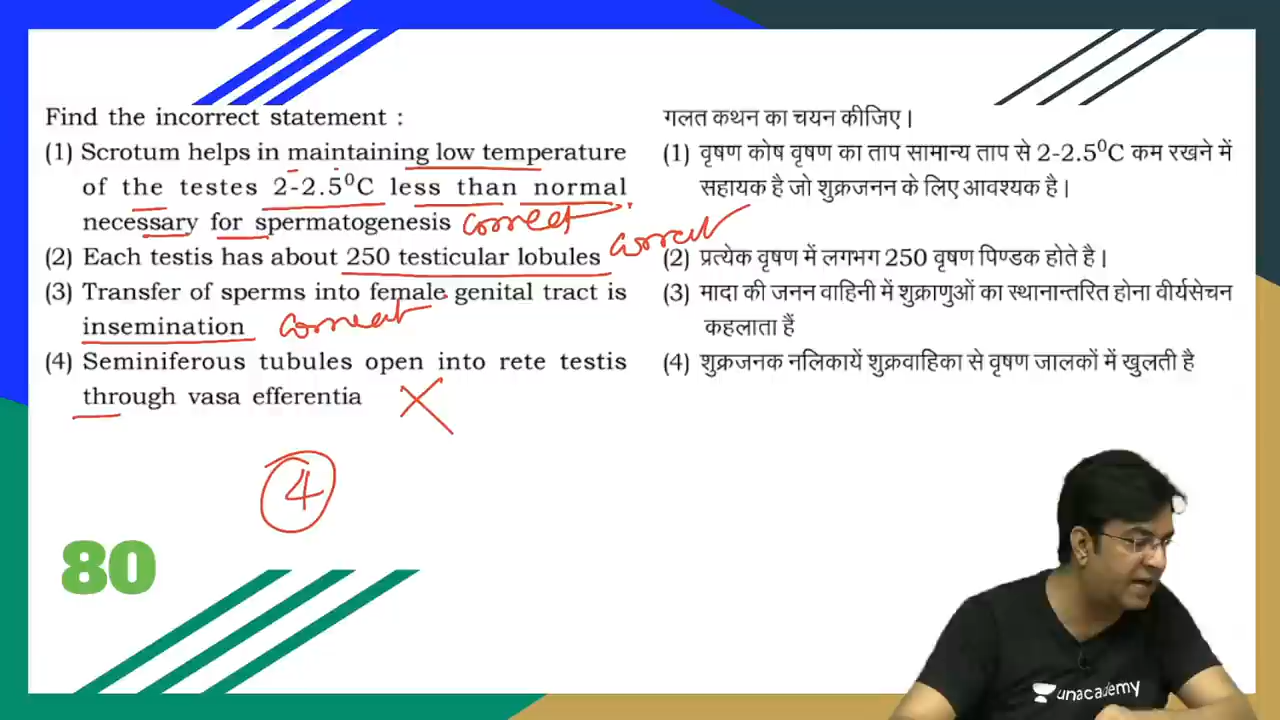 Find the incorrect statement :
(1) Scrotum helps in maintaining low temperature
of the testes 2-2.5⁰C less than normal
necessary for spermatogenesis correct
(2) Each testis has about 250 testicular lobules correct
(3) Transfer of sperms into female genital tract is
insemination correct
(4) Seminiferous tubules open into rete testis
through vasa efferentia
4
80
गलत कथन का चयन कीजिए।
(1) वृषण कोष वृषण का ताप सामान्य ताप से 2-2.5⁰C कम रखने में
सहायक है जो शुक्रजनन के लिए आवश्यक है।
(2) प्रत्येक वृषण में लगभग 250 वृषण पिण्डक होते है।
(3) मादा की जनन वाहिनी में शुक्राणुओं का स्थानान्तरित होना वीर्यसेचन
कहलाता हैं
(4) शुक्रजनक नलिकायें शुक्रवाहिका से वृषण जालकों में खुलती है
unacademy